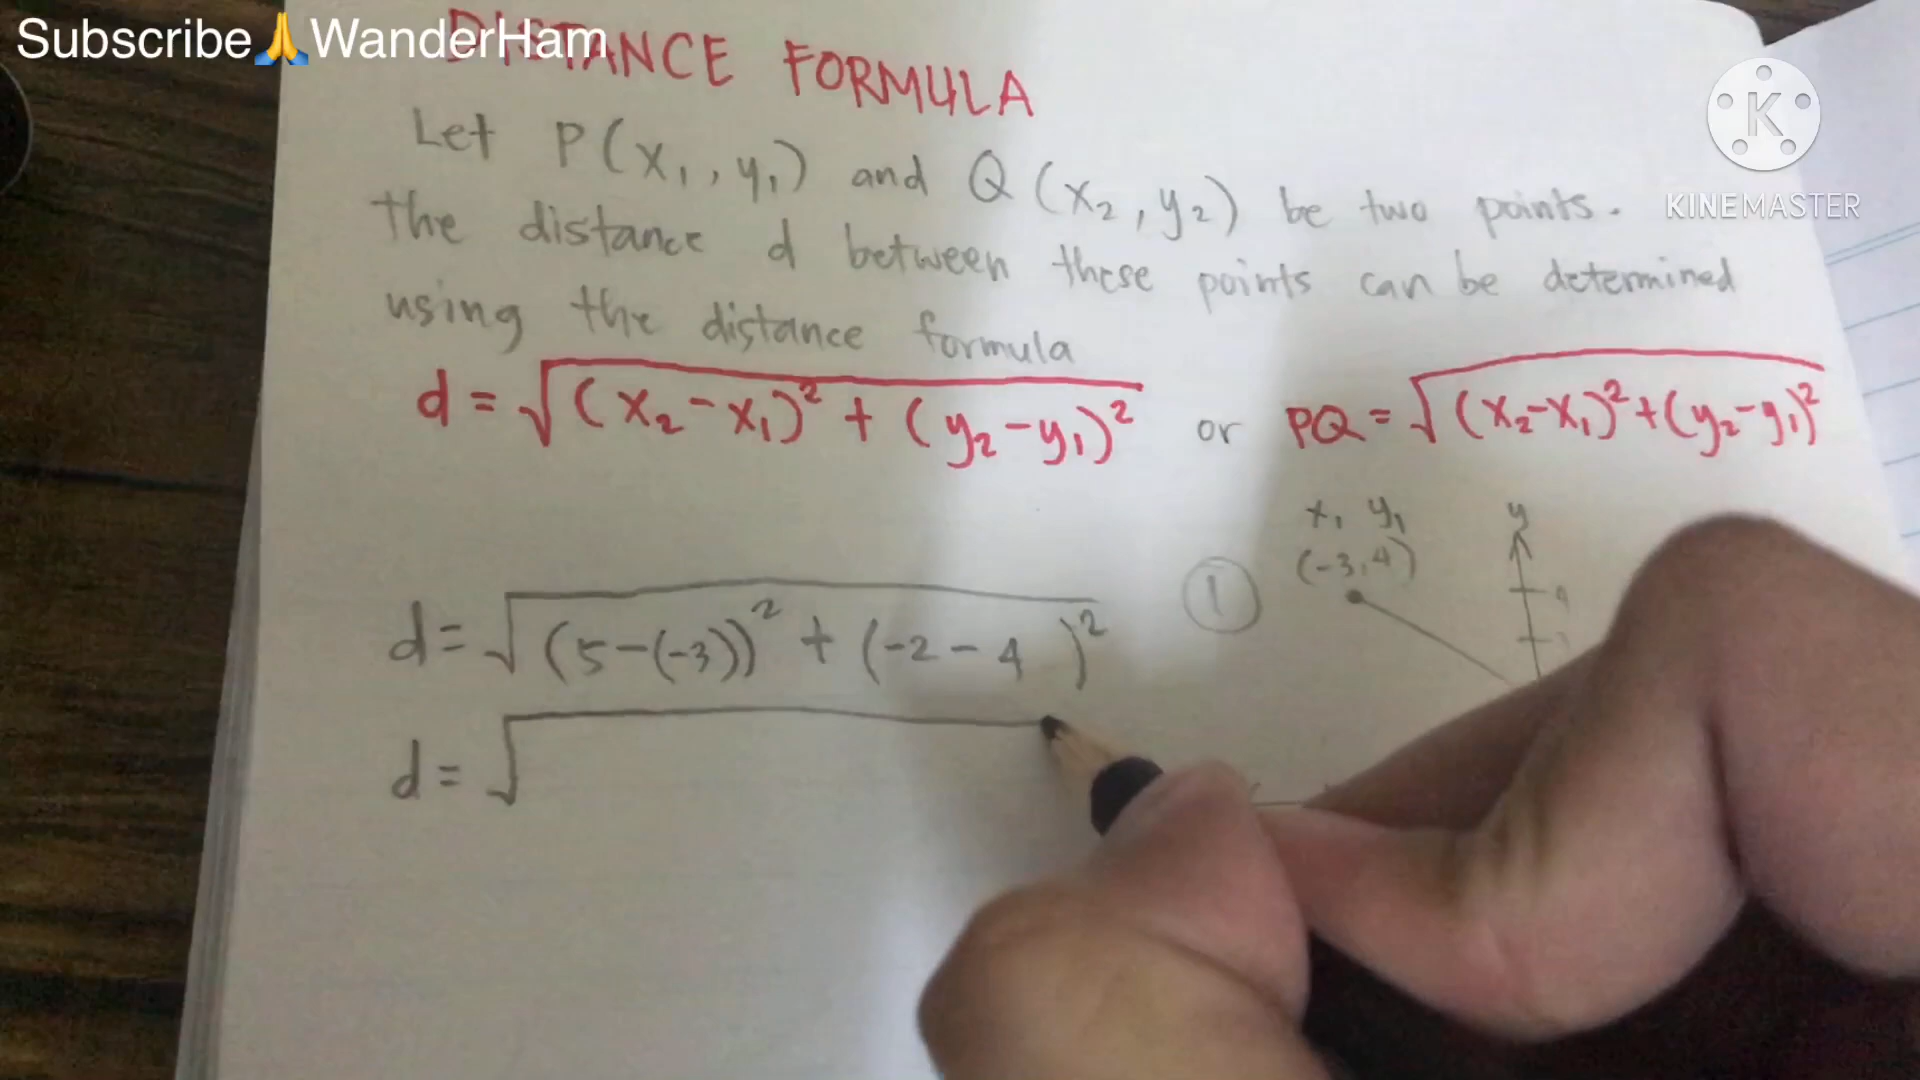 Subscribe🙏WanderHam
DISTANCE FORMULA
K
KINEMASTER
Let P(x₁, y₁) and Q(x₂, y₂) be two points.
the distance d between these points can be determined
using the distance formula
d = √(x₂-x₁)² + (y₂-y₁)² or PQ = √(x₂-x₁)²+(y₂-y₁)²
x₁ y₁
y
① (-3,4)
d = √(5-(-3))² + (-2-4 )²
d = √